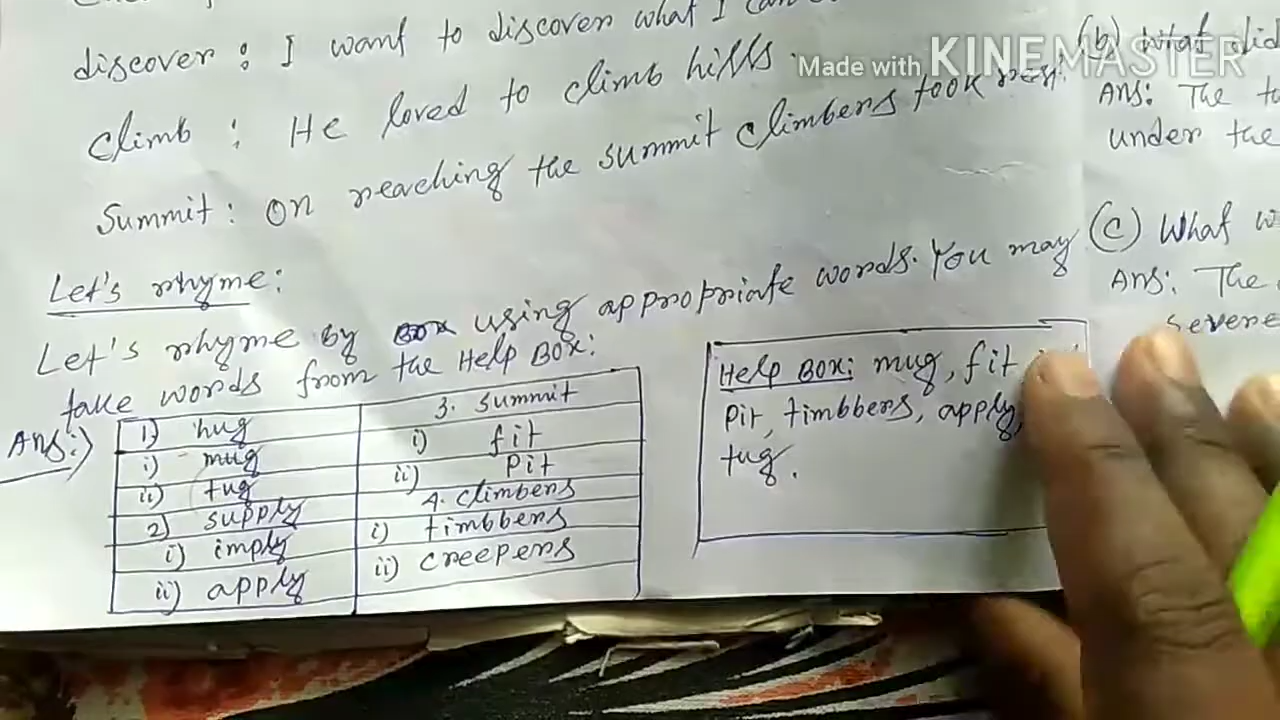 discover : I want to discover what I can
climb : He loved to climb hills.
Summit : On reaching the summit climbers took rest.
Let's rhyme:
Let's rhyme by using appropriate words. You may
take words from the Help Box:
Ans:)
1) hug
i) mug
ii) tug
2) supply
i) imply
ii) apply
3. Summit
i) fit
ii) pit
4. climbers
i) timbbers
ii) creepers
Help Box: mug, fit
pit, timbbers, apply,
tug.
(b) What did
Ans: The
under the
(c) What
Ans: The
severe
Made with KINEMASTER